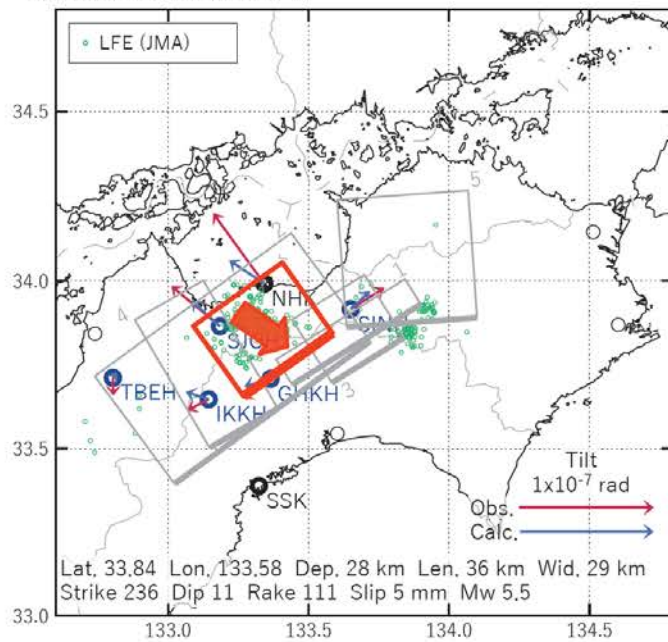 LFE (JMA)
34.5
5
34.0
NHI
SJC
SIN
4
TBEH
IKKH
GHKH
3
33.5
SSK
Tilt
1x10⁻⁷ rad
Obs.
Calc.
Lat. 33.84 Lon. 133.58 Dep. 28 km Len. 36 km Wid. 29 km
Strike 236 Dip 11 Rake 111 Slip 5 mm Mw 5.5
33.0
133.0 133.5 134.0 134.5